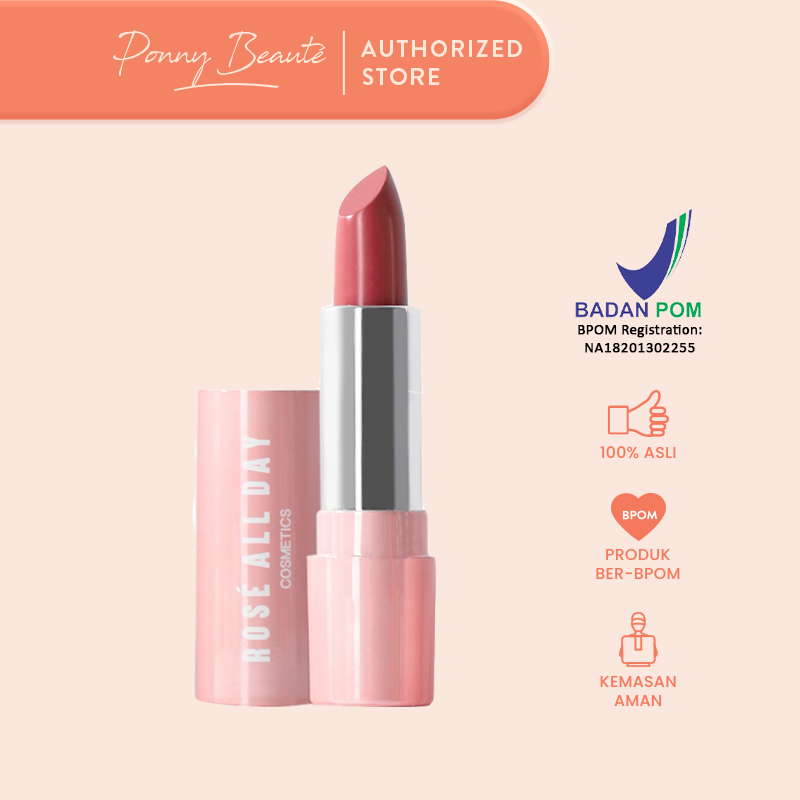 Ponny Beauté
AUTHORIZED
STORE
ROSÉ ALL DAY
COSMETICS
BADAN POM
BPOM Registration:
NA18201302255
100% ASLI
BPOM
PRODUK
BER-BPOM
KEMASAN
AMAN